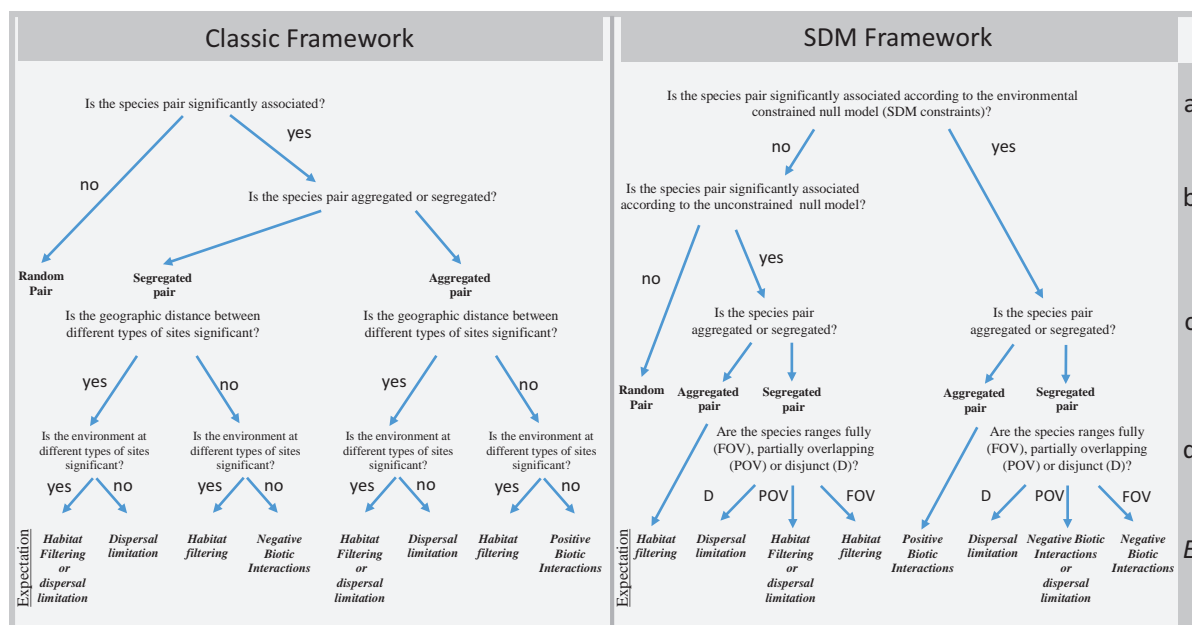 Classic Framework
Is the species pair significantly associated?
yes
no
Is the species pair aggregated or segregated?
Random
Pair
Segregated
pair
Aggregated
pair
Is the geographic distance between
different types of sites significant?
Is the geographic distance between
different types of sites significant?
yes
no
yes
no
Is the environment at
different types of sites
significant?
Is the environment at
different types of sites
significant?
Is the environment at
different types of sites
significant?
Is the environment at
different types of sites
significant?
yes
no
yes
no
yes
no
yes
no
Expectation
Habitat
Filtering
or
dispersal
limitation
Dispersal
limitation
Habitat
filtering
Negative
Biotic
Interactions
Habitat
Filtering or
dispersal
limitation
Dispersal
limitation
Habitat
filtering
Positive
Biotic
Interactions
SDM Framework
Is the species pair significantly associated according to the environmental
constrained null model (SDM constraints)?
no
yes
Is the species pair significantly associated
according to the unconstrained null model?
no
yes
Is the species pair
aggregated or segregated?
Is the species pair
aggregated or segregated?
Random
Pair
Aggregated
pair
Segregated
pair
Aggregated
pair
Segregated
pair
Are the species ranges fully
(FOV), partially overlapping
(POV) or disjunct (D)?
Are the species ranges fully
(FOV), partially overlapping
(POV) or disjunct (D)?
D
POV
FOV
D
POV
FOV
Expectation
Habitat
filtering
Dispersal
limitation
Habitat
Filtering
or
dispersal
limitation
Habitat
filtering
Positive
Biotic
Interactions
Dispersal
limitation
Negative Biotic
Interactions
or
dispersal
limitation
Negative
Biotic
Interactions
a
b